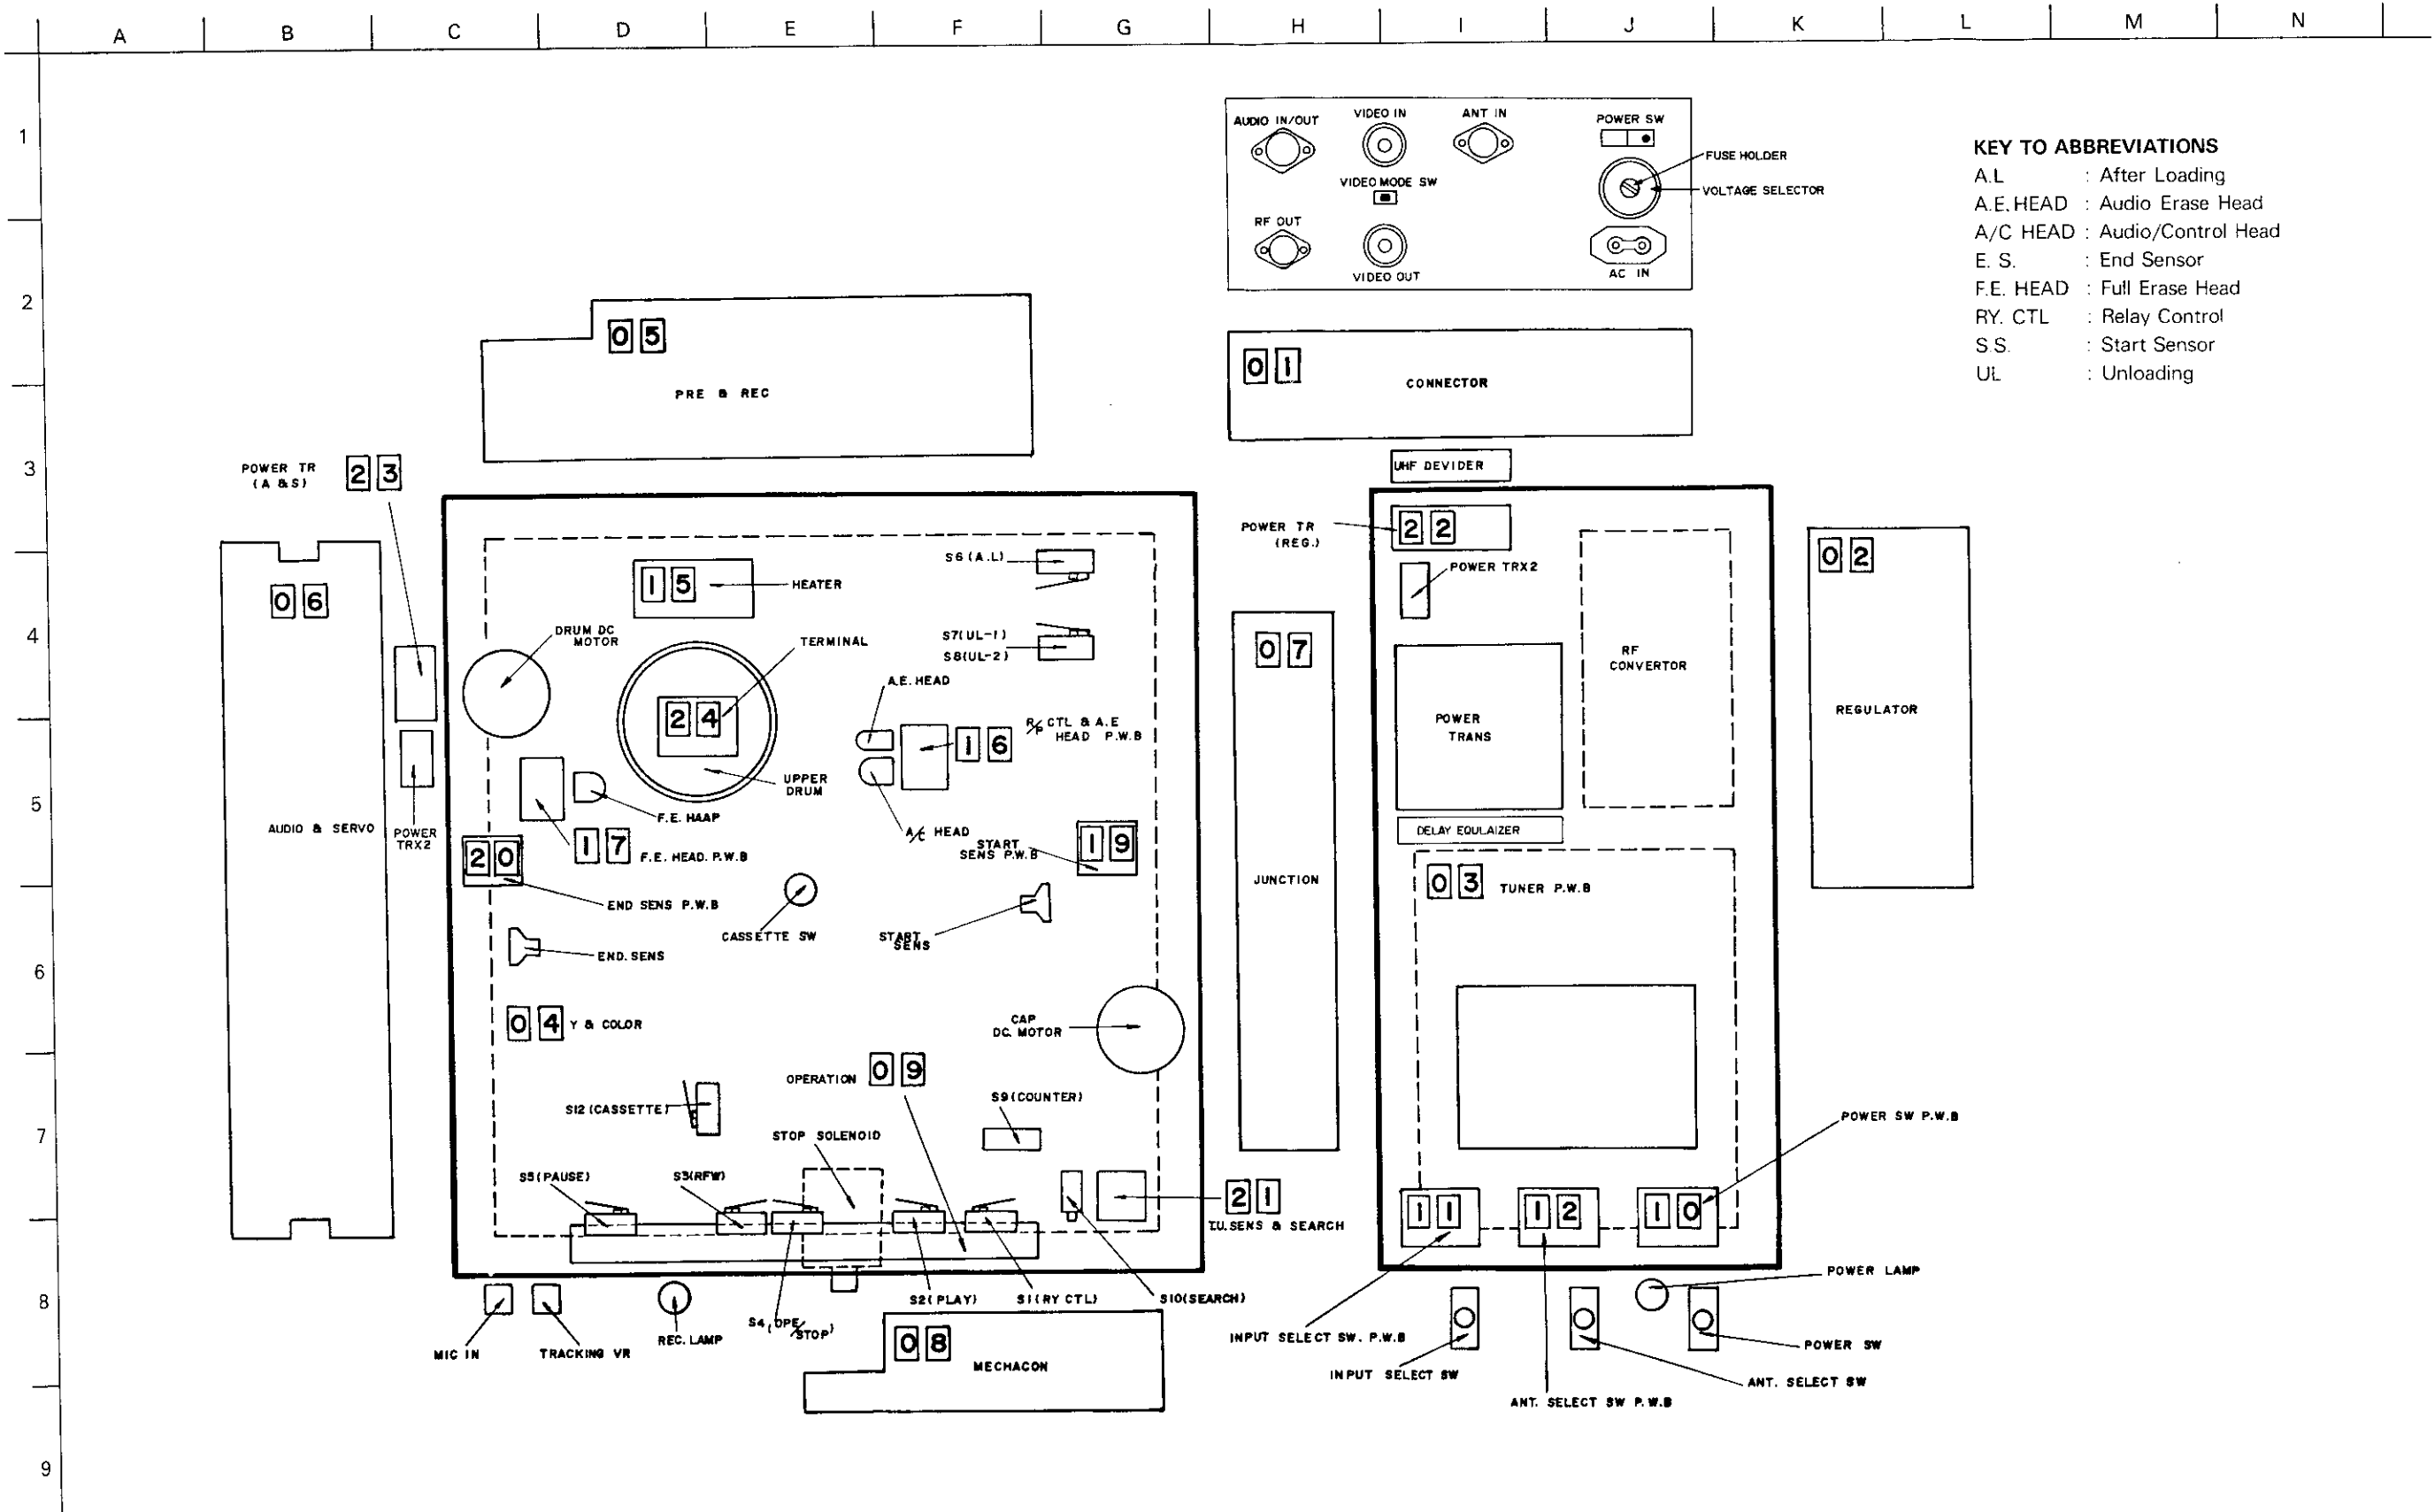 A B C D E F G H I J K L M N
1
AUDIO IN/OUT
VIDEO IN
ANT IN
POWER SW
FUSE HOLDER
VOLTAGE SELECTOR
VIDEO MODE SW
RF OUT
VIDEO OUT
AC IN
KEY TO ABBREVIATIONS
A.L : After Loading
A.E.HEAD : Audio Erase Head
A/C HEAD : Audio/Control Head
E. S. : End Sensor
F.E. HEAD : Full Erase Head
RY. CTL : Relay Control
S.S. : Start Sensor
UL : Unloading
2
05
PRE & REC
01
CONNECTOR
3
POWER TR
(A & S)
23
UHF DEVIDER
POWER TR
(REG.)
22
POWER TRX2
02
REGULATOR
4
06
AUDIO & SERVO
15
HEATER
S6 (A.L)
DRUM DC
MOTOR
TERMINAL
S7(UL-1)
S8(UL-2)
07
JUNCTION
RF
CONVERTOR
A.E. HEAD
24
16
R/P CTL & A.E
HEAD P.W.B
POWER
TRANS
5
UPPER
DRUM
F.E. HAAP
POWER
TRX2
17
F.E. HEAD. P.W.B
A/C HEAD
START
SENS P.W.B
19
20
END SENS P.W.B
DELAY EQULAIZER
03
TUNER P.W.B
6
CASSETTE SW
START
SENS
END. SENS
04
Y & COLOR
CAP
DC. MOTOR
OPERATION
09
7
S12 (CASSETTE)
S9(COUNTER)
STOP SOLENOID
S5(PAUSE)
S3(RFW)
21
T.U.SENS & SEARCH
POWER SW P.W.B
11
12
10
8
MIC IN
TRACKING VR
REC. LAMP
S4 (OPE/STOP)
S2(PLAY)
S1(RY CTL)
S10(SEARCH)
08
MECHACON
POWER LAMP
INPUT SELECT SW. P.W.B
INPUT SELECT SW
POWER SW
ANT. SELECT SW
ANT. SELECT SW P.W.B
9